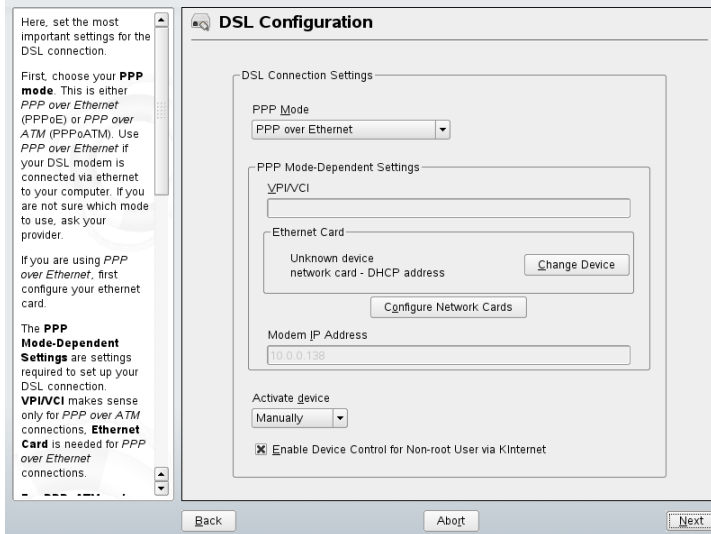 Here, set the most
important settings for the
DSL connection.
First, choose your PPP
mode. This is either
PPP over Ethernet
(PPPoE) or PPP over
ATM (PPPoATM). Use
PPP over Ethernet if
your DSL modem is
connected via ethernet
to your computer. If you
are not sure which mode
to use, ask your
provider.
If you are using PPP
over Ethernet, first
configure your ethernet
card.
The PPP
Mode-Dependent
Settings are settings
required to set up your
DSL connection.
VPI/VCI makes sense
only for PPP over ATM
connections, Ethernet
Card is needed for PPP
over Ethernet
connections.
DSL Configuration
DSL Connection Settings
PPP Mode
PPP over Ethernet
PPP Mode-Dependent Settings
VPI/VCI
Ethernet Card
Unknown device
network card - DHCP address
Change Device
Configure Network Cards
Modem IP Address
10.0.0.138
Activate device
Manually
Enable Device Control for Non-root User via KInternet
Back
Abort
Next